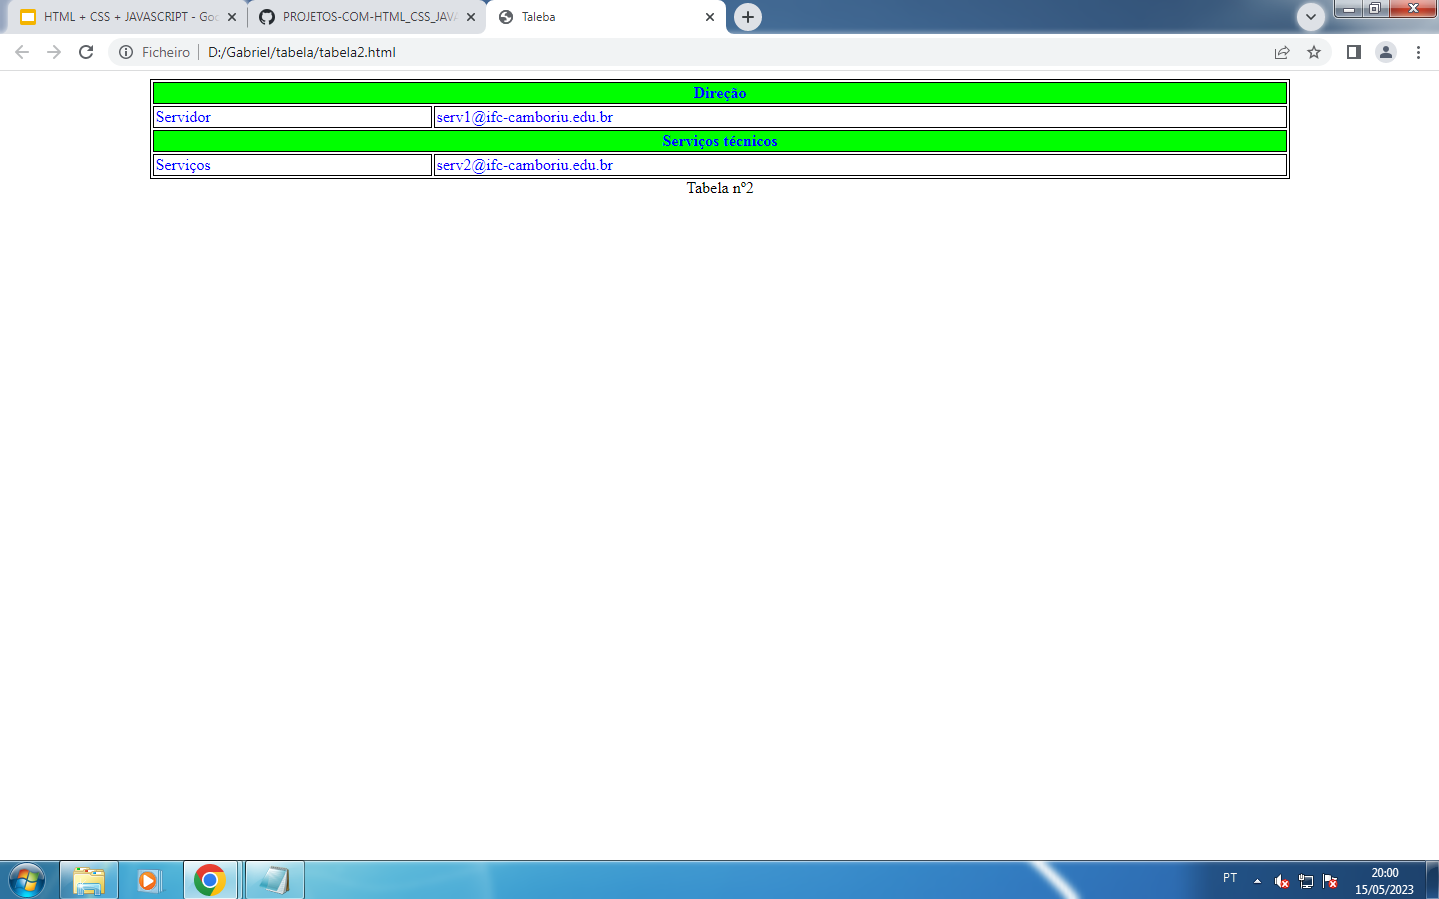 HTML + CSS + JAVASCRIPT - Goo
PROJETOS-COM-HTML_CSS_JAVA
Taleba
Ficheiro
D:/Gabriel/tabela/tabela2.html
Direção
Servidor serv1@ifc-camboriu.edu.br
Serviços técnicos
Serviços serv2@ifc-camboriu.edu.br
Tabela nº2
PT
20:00
15/05/2023